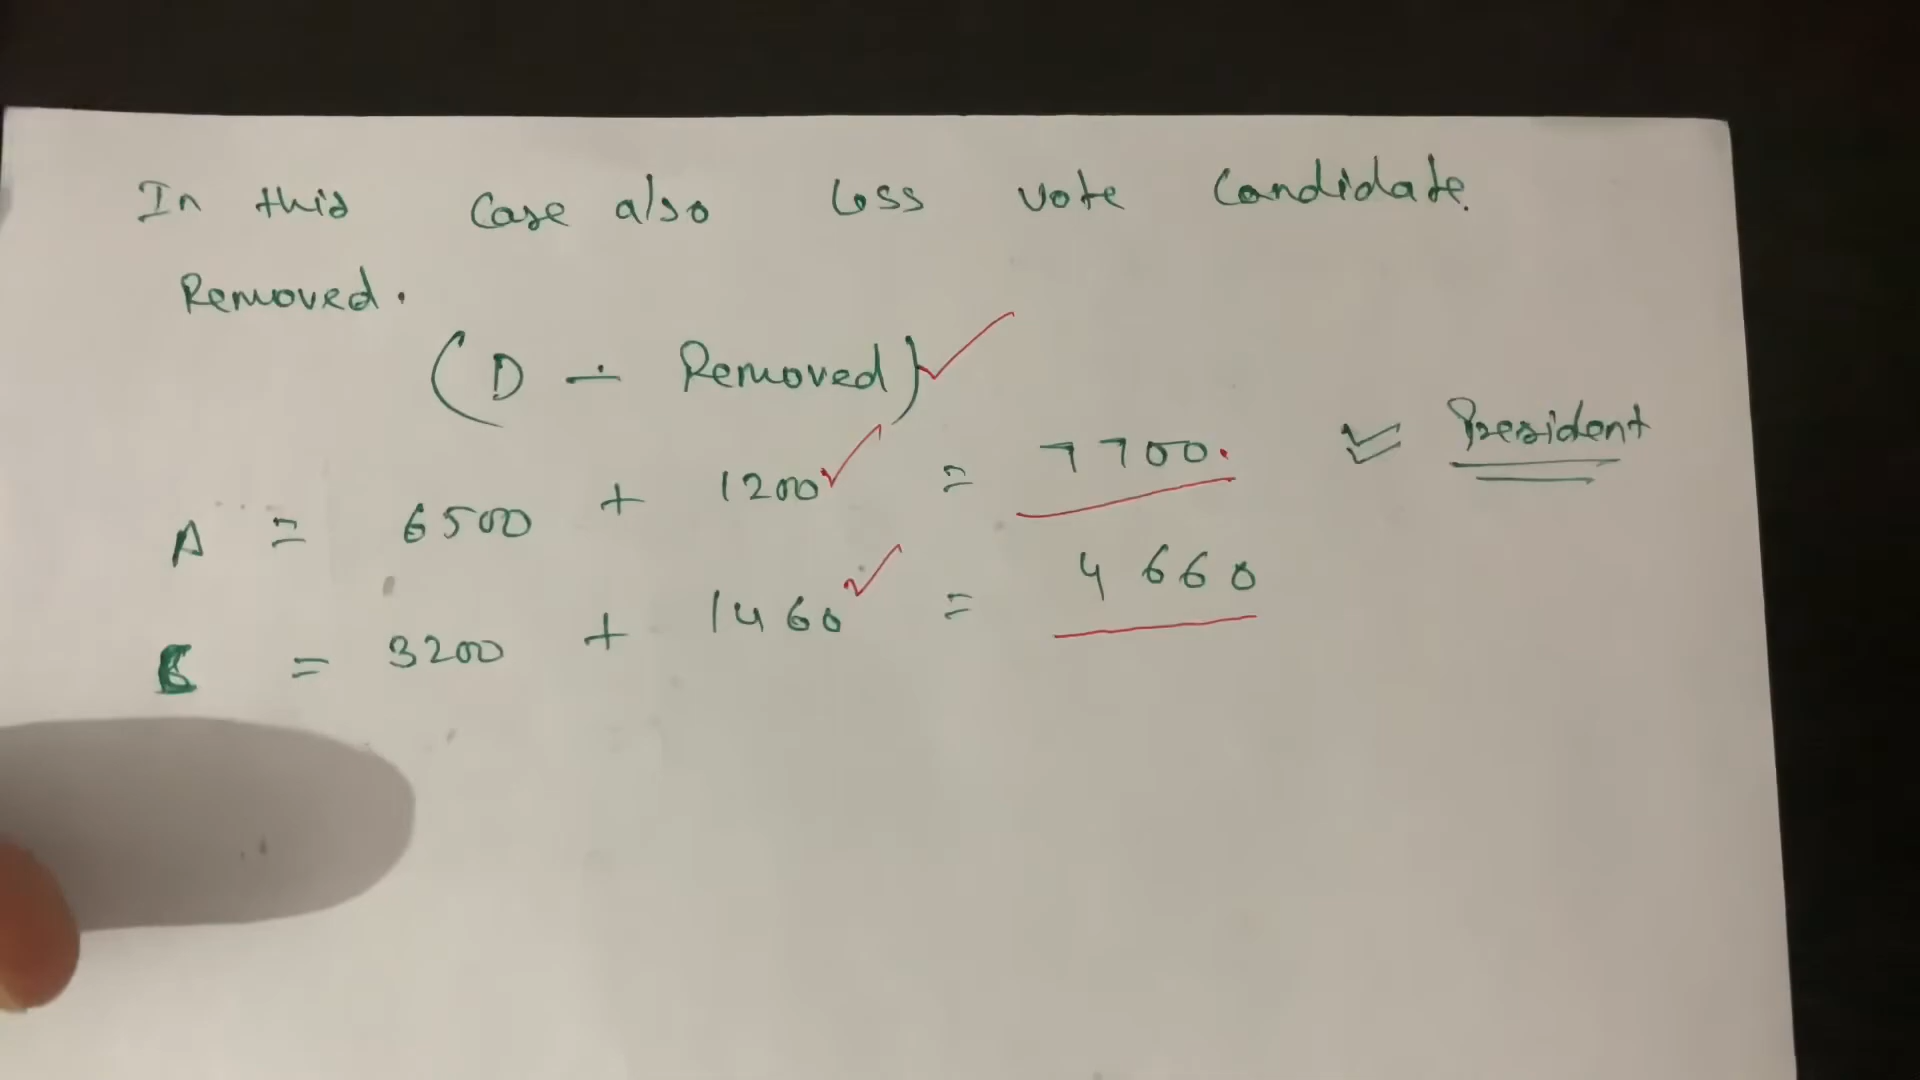 In this case also less vote candidate.
Removed.
(D ÷ Removed) ✓
A = 6500 + 1200 ✓ = 7700. ✓ President
= 3200 + 1460 ✓ = 4660